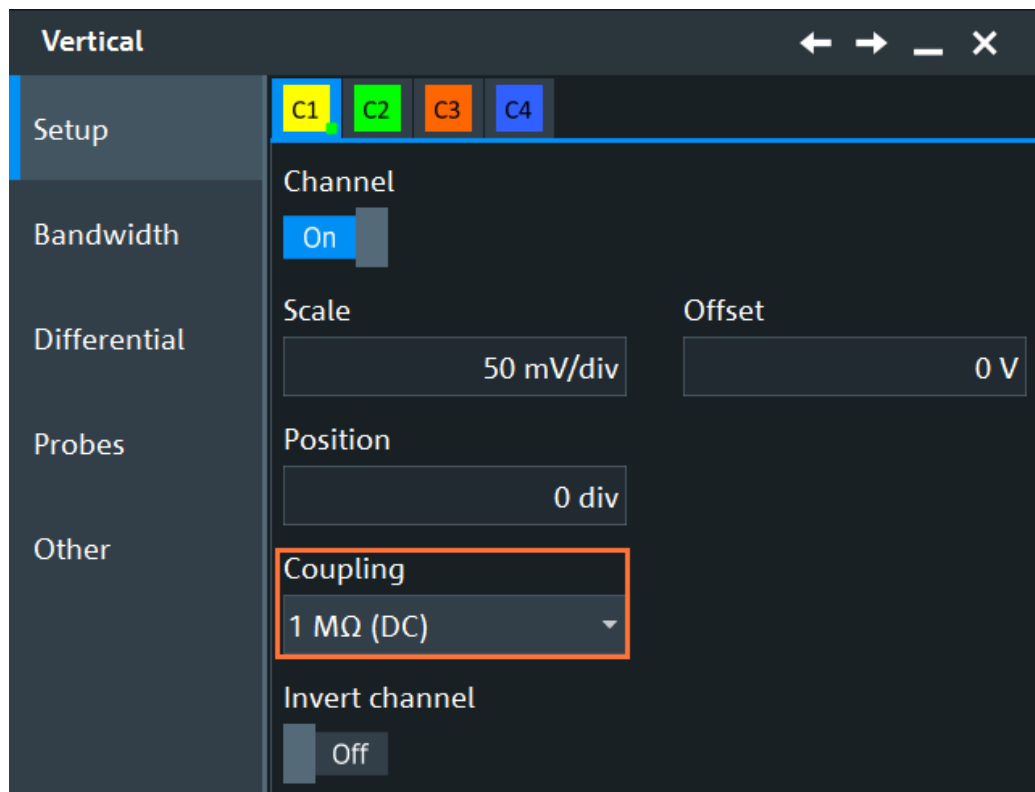 Vertical
Setup
Bandwidth
Differential
Probes
Other
C1 C2 C3 C4
Channel
On
Scale Offset
50 mV/div 0 V
Position
0 div
Coupling
1 MΩ (DC)
Invert channel
Off